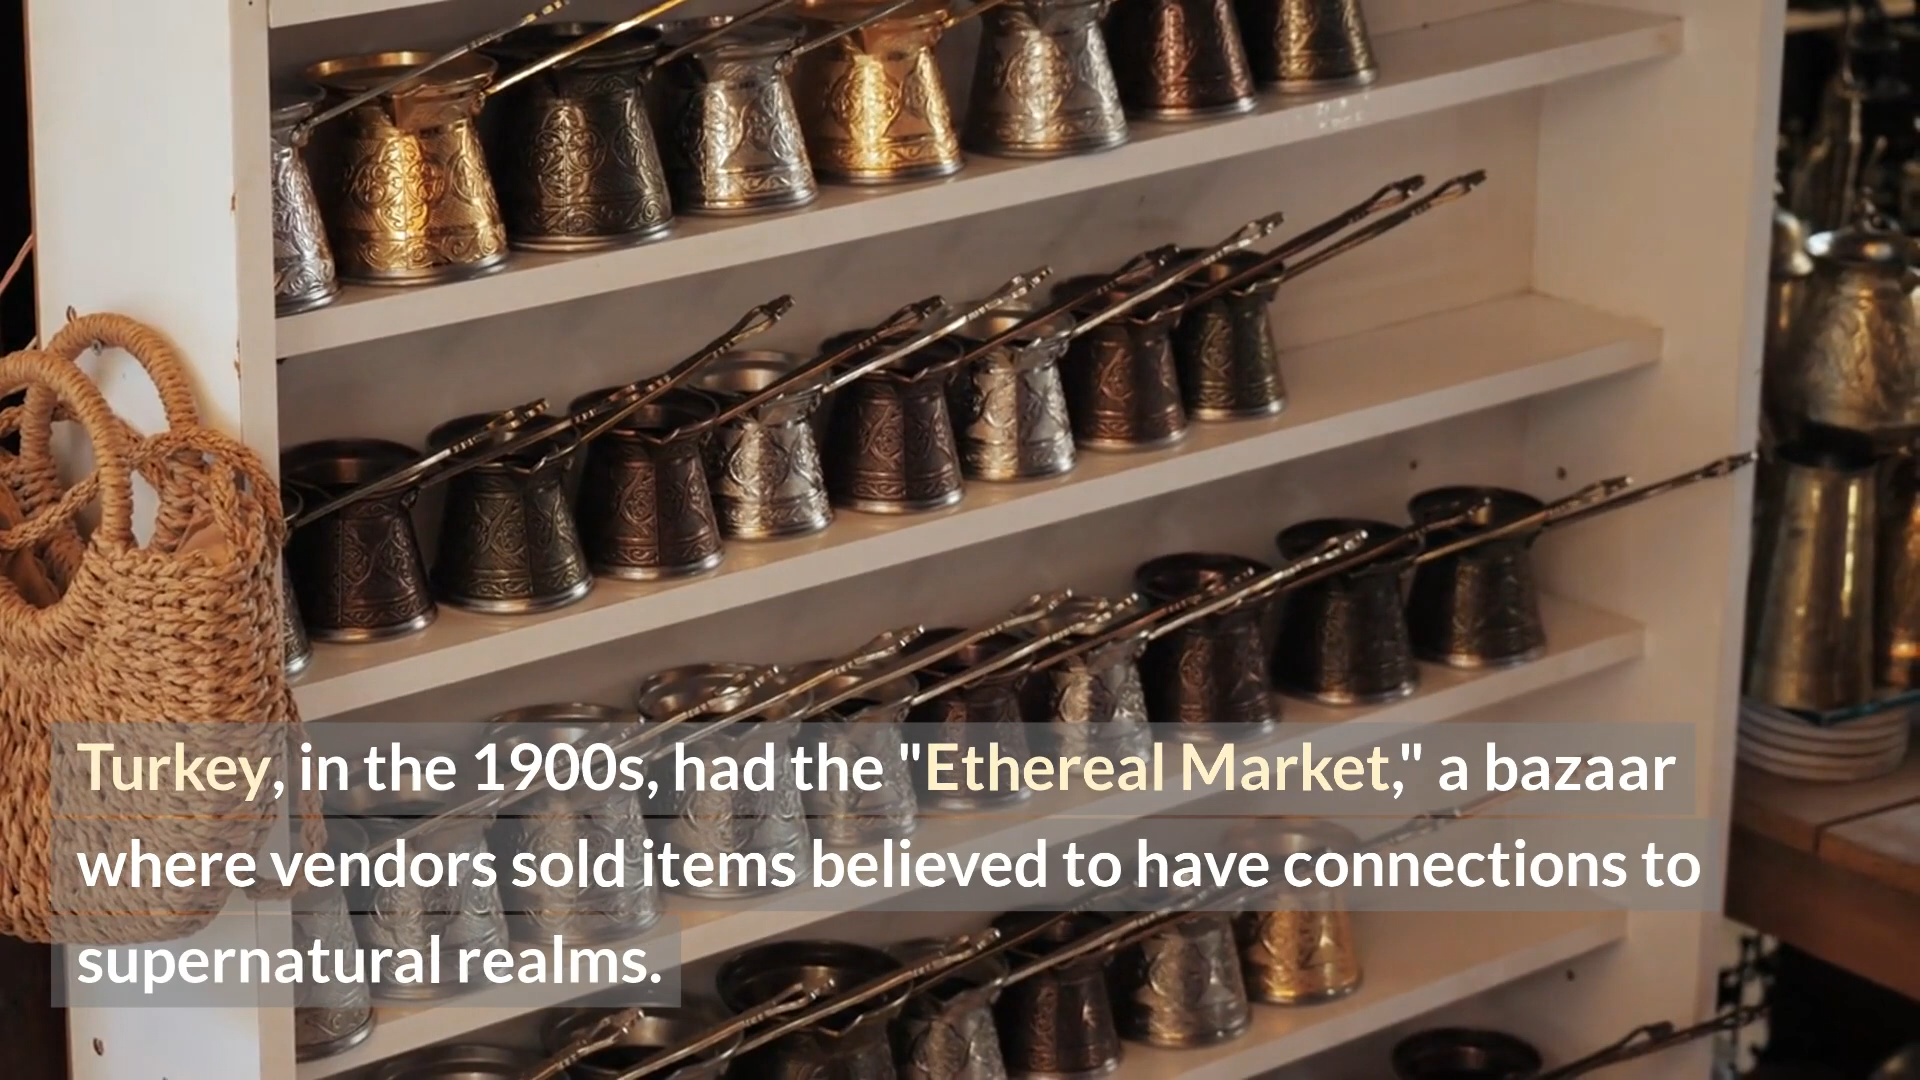 Turkey, in the 1900s, had the "Ethereal Market," a bazaar
where vendors sold items believed to have connections to
supernatural realms.